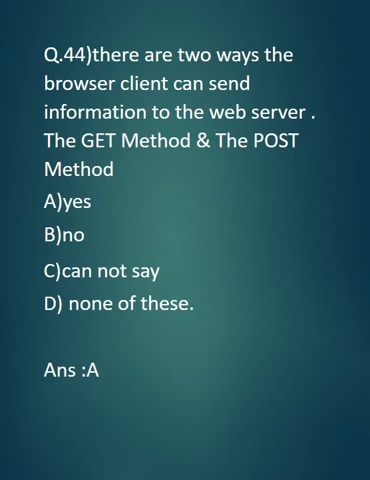 Q.44)there are two ways the
browser client can send
information to the web server .
The GET Method & The POST
Method
A)yes
B)no
C)can not say
D) none of these.
Ans :A